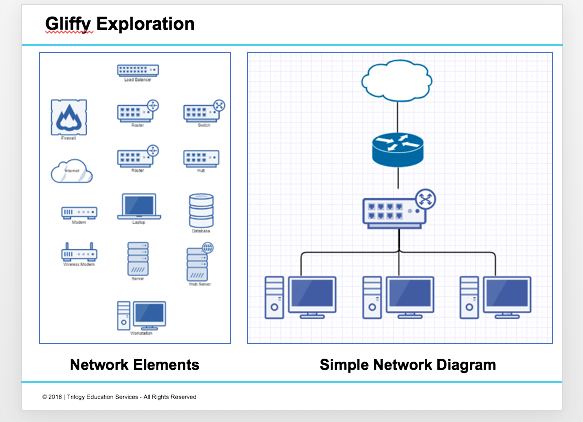 Gliffy Exploration
Load Balancer
Firewall
Router
Switch
Internet
Router
Hub
Modem
Laptop
Database
Wireless Modem
Server
Web Server
Workstation
Network Elements
Simple Network Diagram
© 2018 | Trilogy Education Services - All Rights Reserved